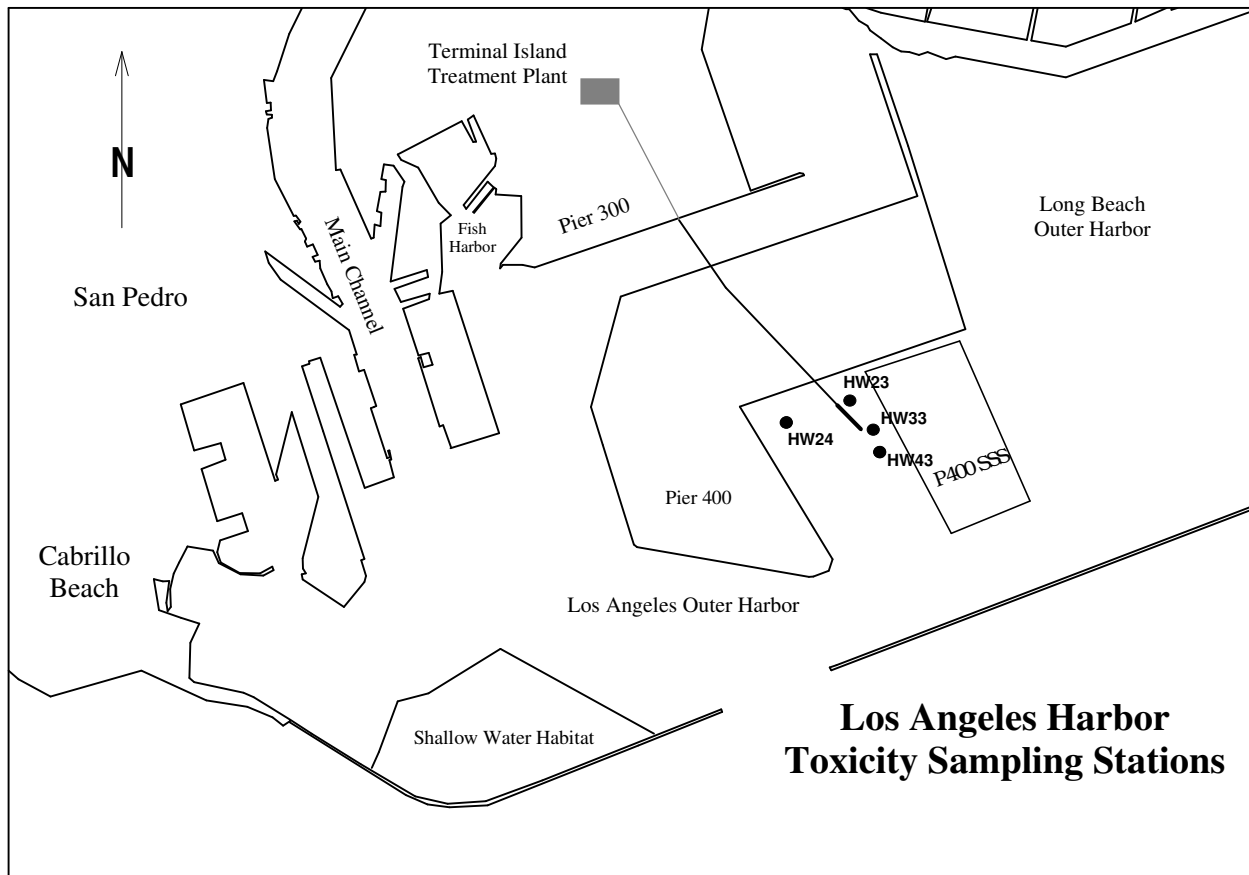 Terminal Island
Treatment Plant
N
Long Beach
Outer Harbor
Pier 300
Fish
Harbor
Main Channel
San Pedro
HW23
HW33
HW24
HW43
P400 SSS
Pier 400
Cabrillo
Beach
Los Angeles Outer Harbor
Shallow Water Habitat
Los Angeles Harbor
Toxicity Sampling Stations